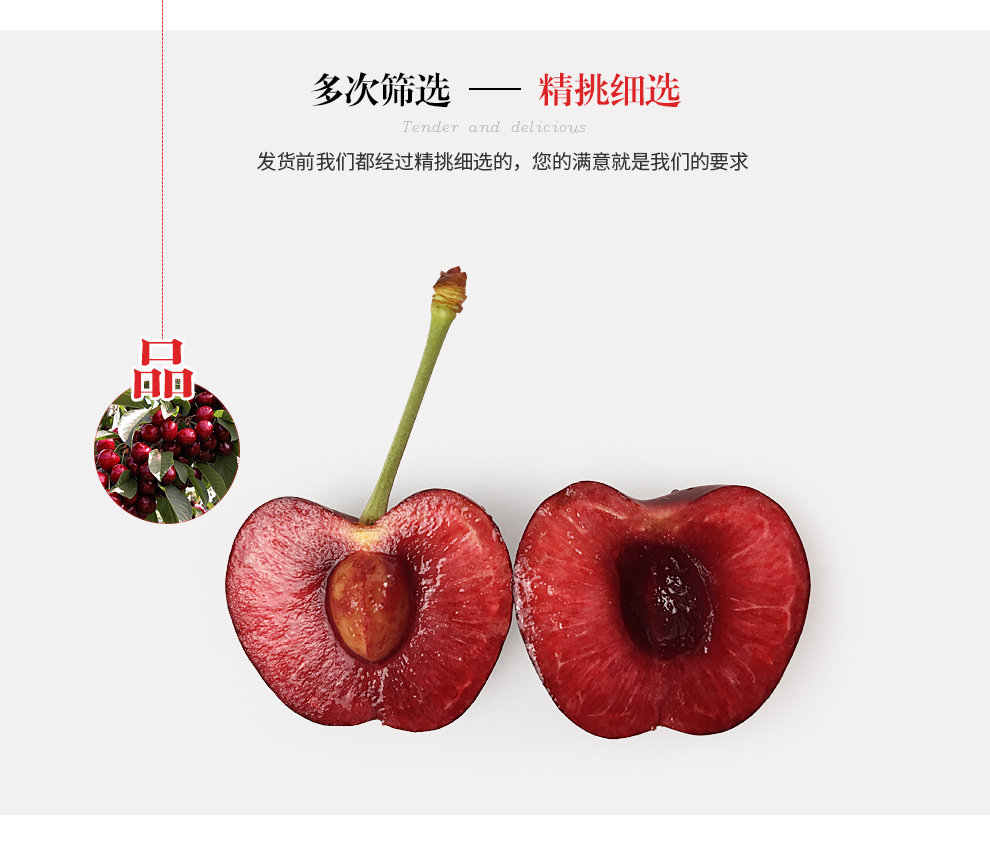 多次筛选 — 精挑细选
Tender and delicious
发货前我们都经过精挑细选的，您的满意就是我们的要求
品